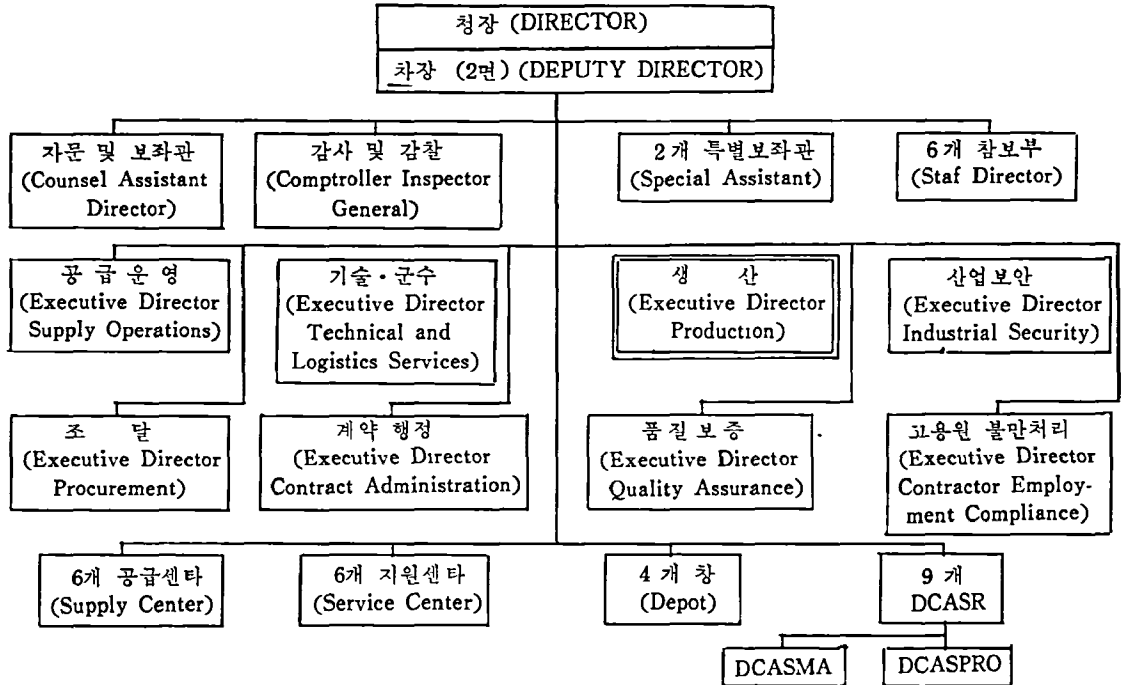 청장 (DIRECTOR)
차장 (2면) (DEPUTY DIRECTOR)
자문 및 보좌관
(Counsel Assistant
Director)
감사 및 감찰
(Comptroller Inspector
General)
2개 특별보좌관
(Special Assistant)
6개 참보부
(Staf Director)
공급운영
(Executive Director
Supply Operations)
기술·군수
(Executive Director
Technical and
Logistics Services)
생 산
(Executive Director
Production)
산업보안
(Executive Director
Industrial Security)
조 달
(Executive Director
Procurement)
계약 행정
(Executive Director
Contract Administration)
품질보증
(Executive Director
Quality Assurance)
고용원 불만처리
(Executive Director
Contractor Employ-
ment Compliance)
6개 공급센타
(Supply Center)
6개 지원센타
(Service Center)
4 개 창
(Depot)
9 개
DCASR
DCASMA
DCASPRO